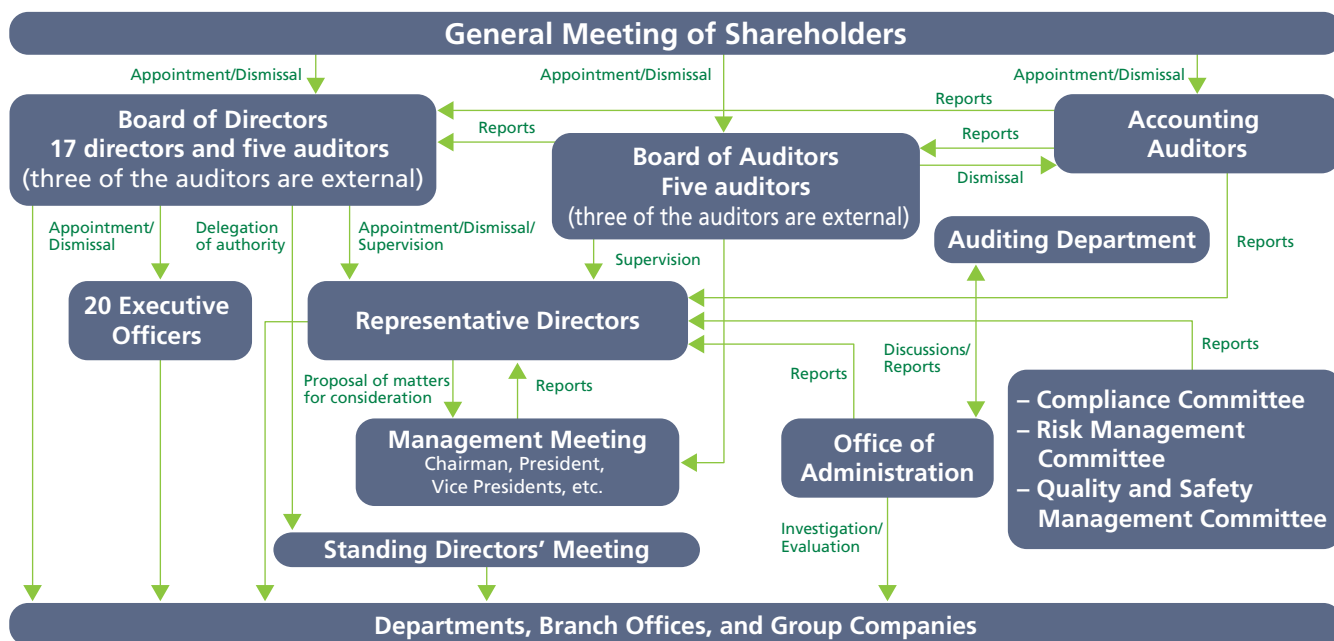 General Meeting of Shareholders
Appointment/Dismissal
Appointment/Dismissal
Appointment/Dismissal
Board of Directors
17 directors and five auditors
(three of the auditors are external)
Reports
Reports
Reports
Dismissal
Board of Auditors
Five auditors
(three of the auditors are external)
Accounting
Auditors
Appointment/
Dismissal
Delegation
of authority
Appointment/Dismissal/
Supervision
Supervision
Auditing Department
Reports
20 Executive
Officers
Representative Directors
Proposal of matters
for consideration
Reports
Reports
Discussions/
Reports
Reports
Management Meeting
Chairman, President,
Vice Presidents, etc.
Office of
Administration
– Compliance Committee
– Risk Management
Committee
– Quality and Safety
Management Committee
Investigation/
Evaluation
Standing Directors’ Meeting
Departments, Branch Offices, and Group Companies